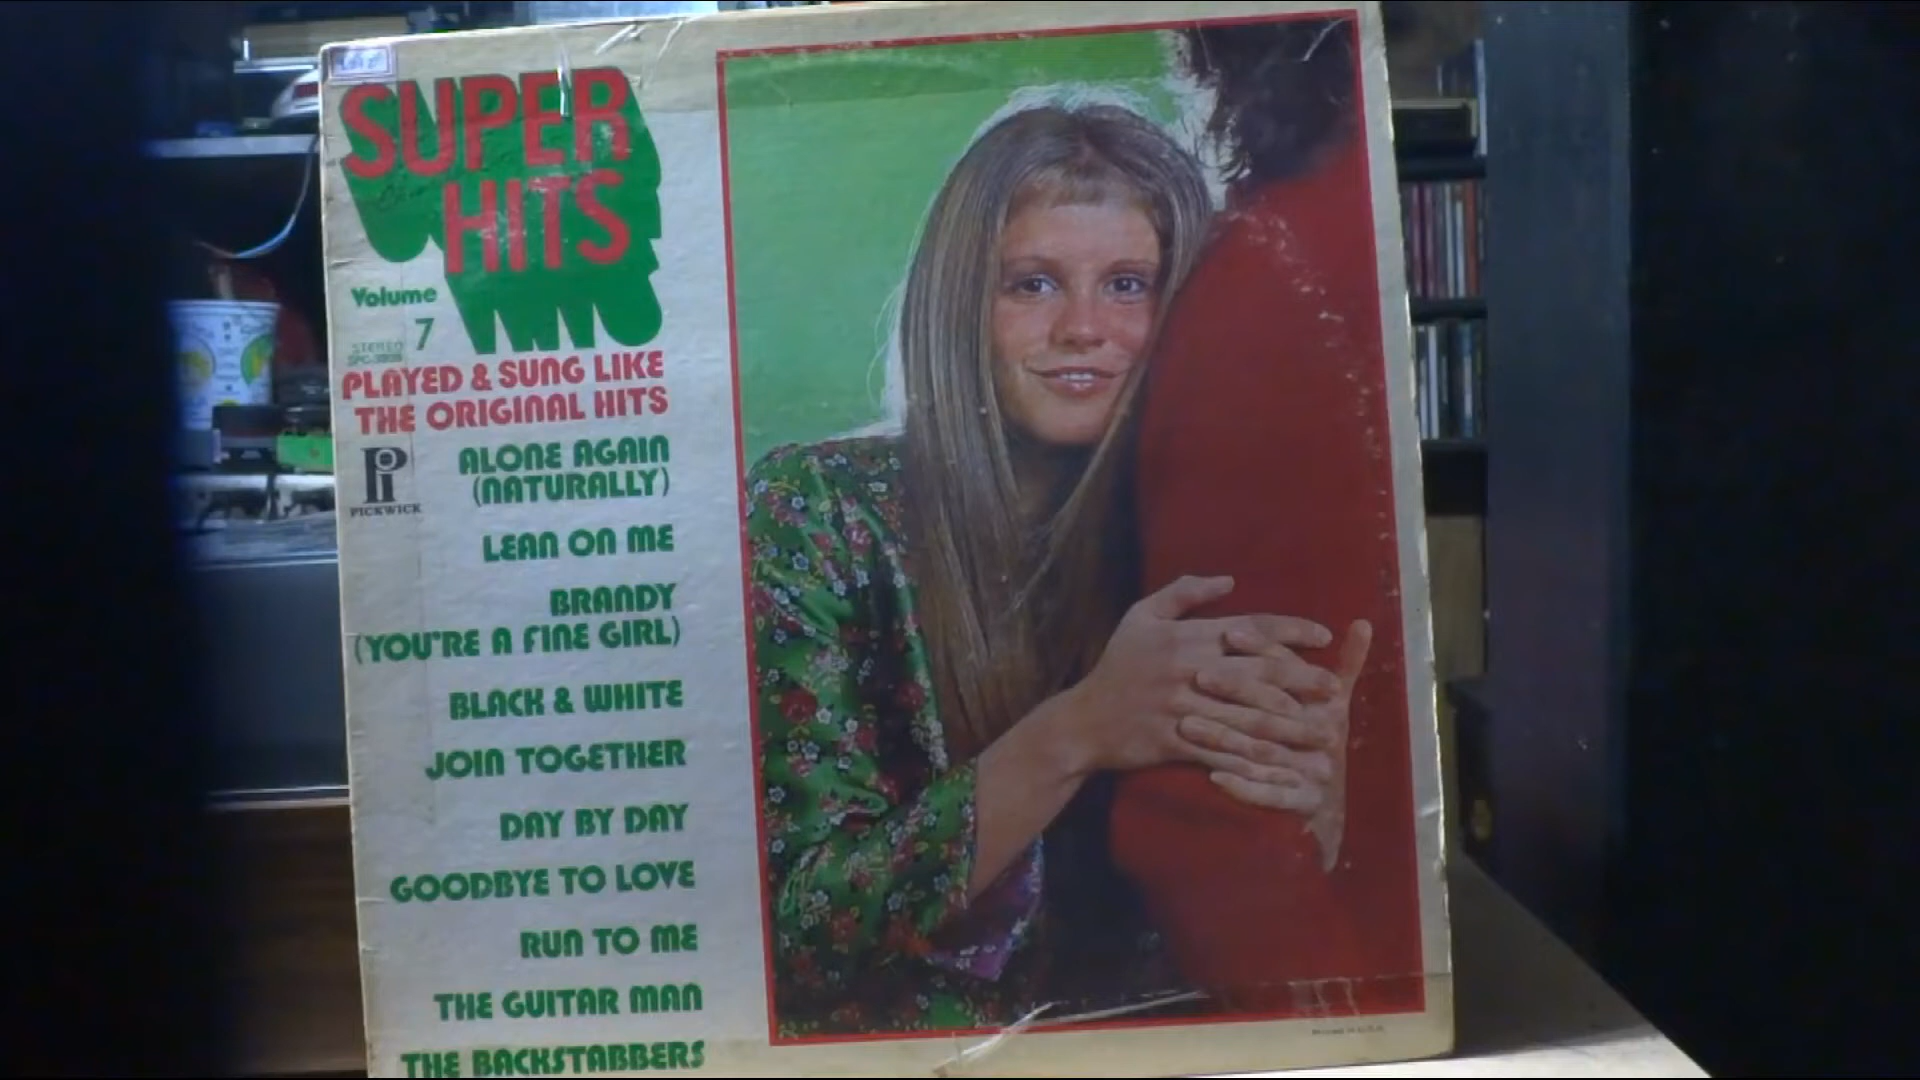 SUPER
HITS
Volume
7
STEREO
PLAYED & SUNG LIKE
THE ORIGINAL HITS
PICKWICK
ALONE AGAIN
(NATURALLY)
LEAN ON ME
BRANDY
(YOU'RE A FINE GIRL)
BLACK & WHITE
JOIN TOGETHER
DAY BY DAY
GOODBYE TO LOVE
RUN TO ME
THE GUITAR MAN
THE BACKSTABBERS